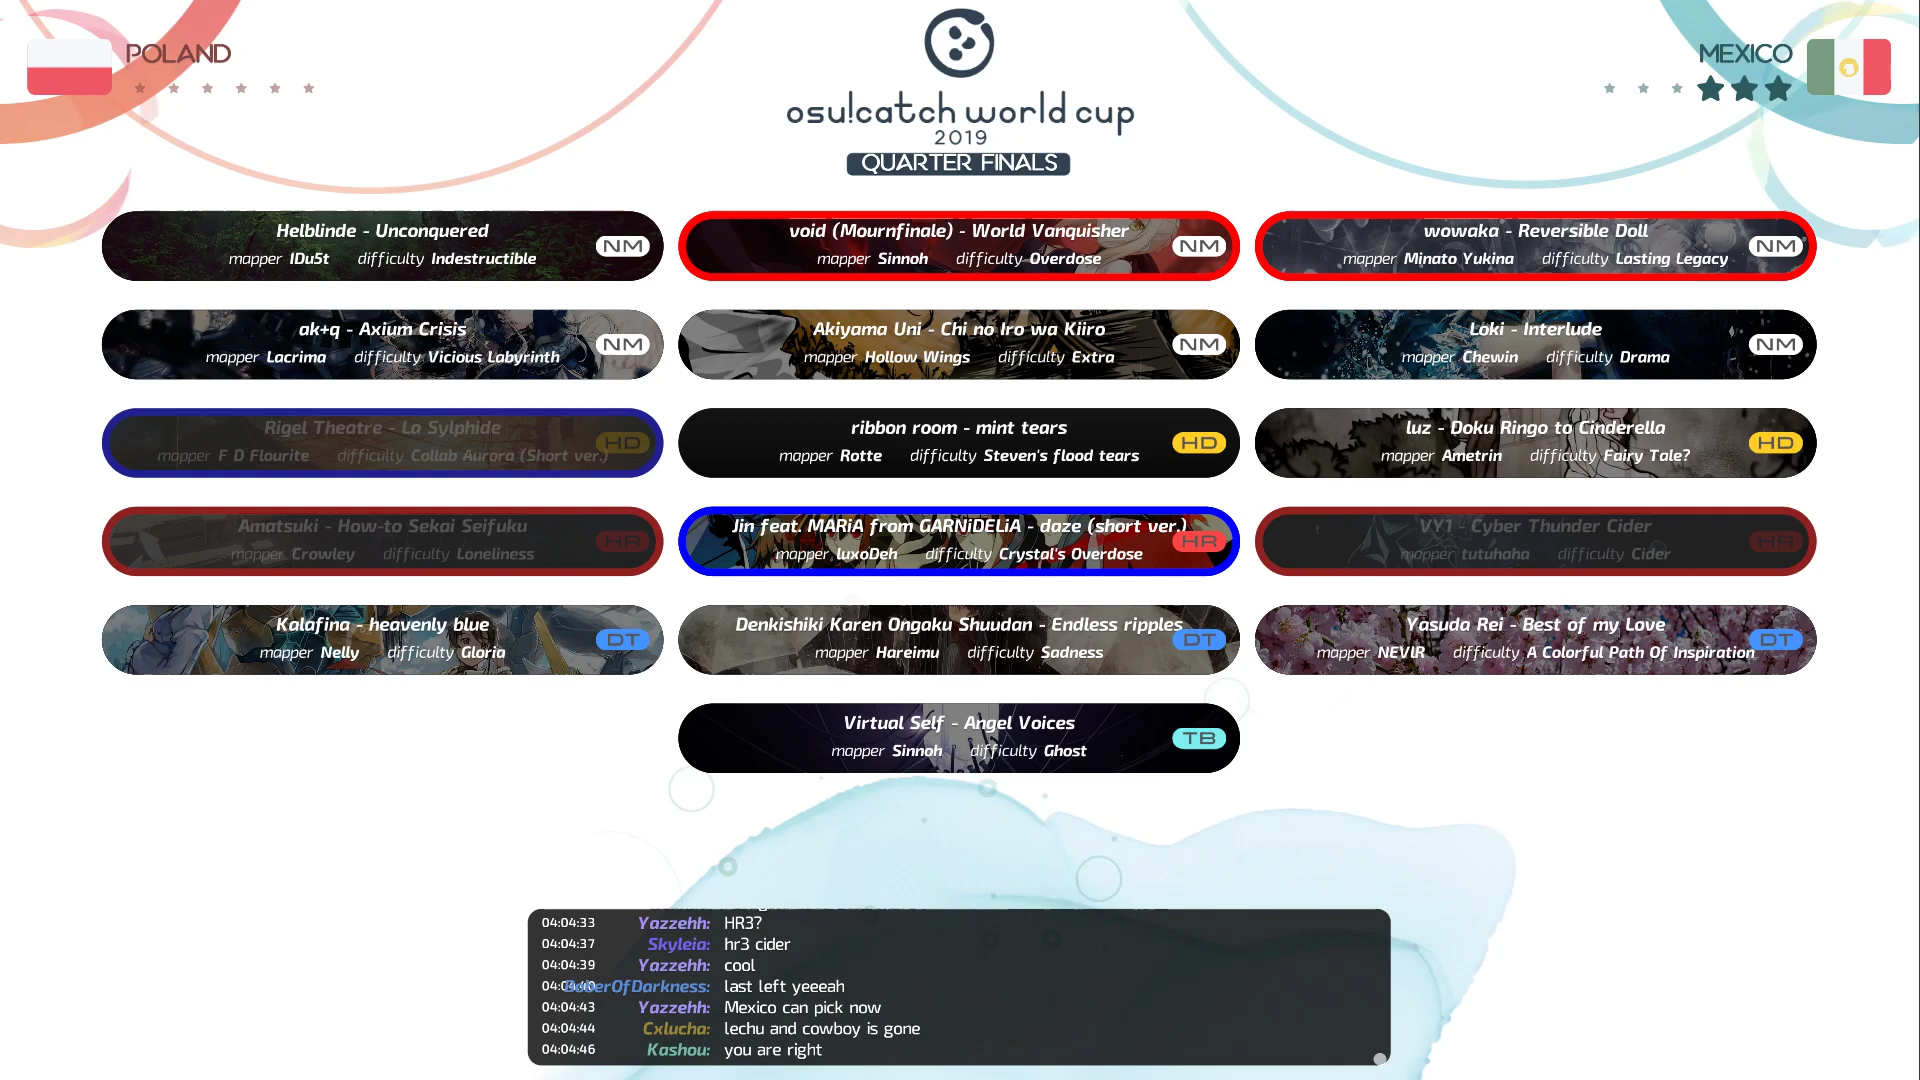 POLAND
MEXICO
osu!catch world cup
2019
QUARTER FINALS
Helblinde - Unconquered
mapper IDu5t difficulty Indestructible
NM
void (Mournfinale) - World Vanquisher
mapper Sinnoh difficulty Overdose
NM
wowaka - Reversible Doll
mapper Minato Yukina difficulty Lasting Legacy
NM
ak+q - Axium Crisis
mapper Lacrima difficulty Vicious Labyrinth
NM
Akiyama Uni - Chi no Iro wa Kiiro
mapper Hollow Wings difficulty Extra
NM
Loki - Interlude
mapper Chewin difficulty Drama
NM
Rigel Theatre - La Sylphide
mapper F D Flourite difficulty Collab Aurora (Short ver.)
HD
ribbon room - mint tears
mapper Rotte difficulty Steven's flood tears
HD
luz - Doku Ringo to Cinderella
mapper Ametrin difficulty Fairy Tale?
HD
Amatsuki - How-to Sekai Seifuku
mapper Crowley difficulty Loneliness
HR
Jin feat. MARiA from GARNiDELiA - daze (short ver.)
mapper luxoDeh difficulty Crystal's Overdose
HR
VY1 - Cyber Thunder Cider
mapper tutuhaha difficulty Cider
HR
Kalafina - heavenly blue
mapper Nelly difficulty Gloria
DT
Denkishiki Karen Ongaku Shuudan - Endless ripples
mapper Hareimu difficulty Sadness
DT
Yasuda Rei - Best of my Love
mapper NEVIR difficulty A Colorful Path Of Inspiration
DT
Virtual Self - Angel Voices
mapper Sinnoh difficulty Ghost
TB
04:04:33 Yazzehh: HR3?
04:04:37 Skyleia: hr3 cider
04:04:39 Yazzehh: cool
last left yeeeah
04:04:43 Yazzehh: Mexico can pick now
04:04:44 Cxlucha: lechu and cowboy is gone
04:04:46 Kashou: you are right